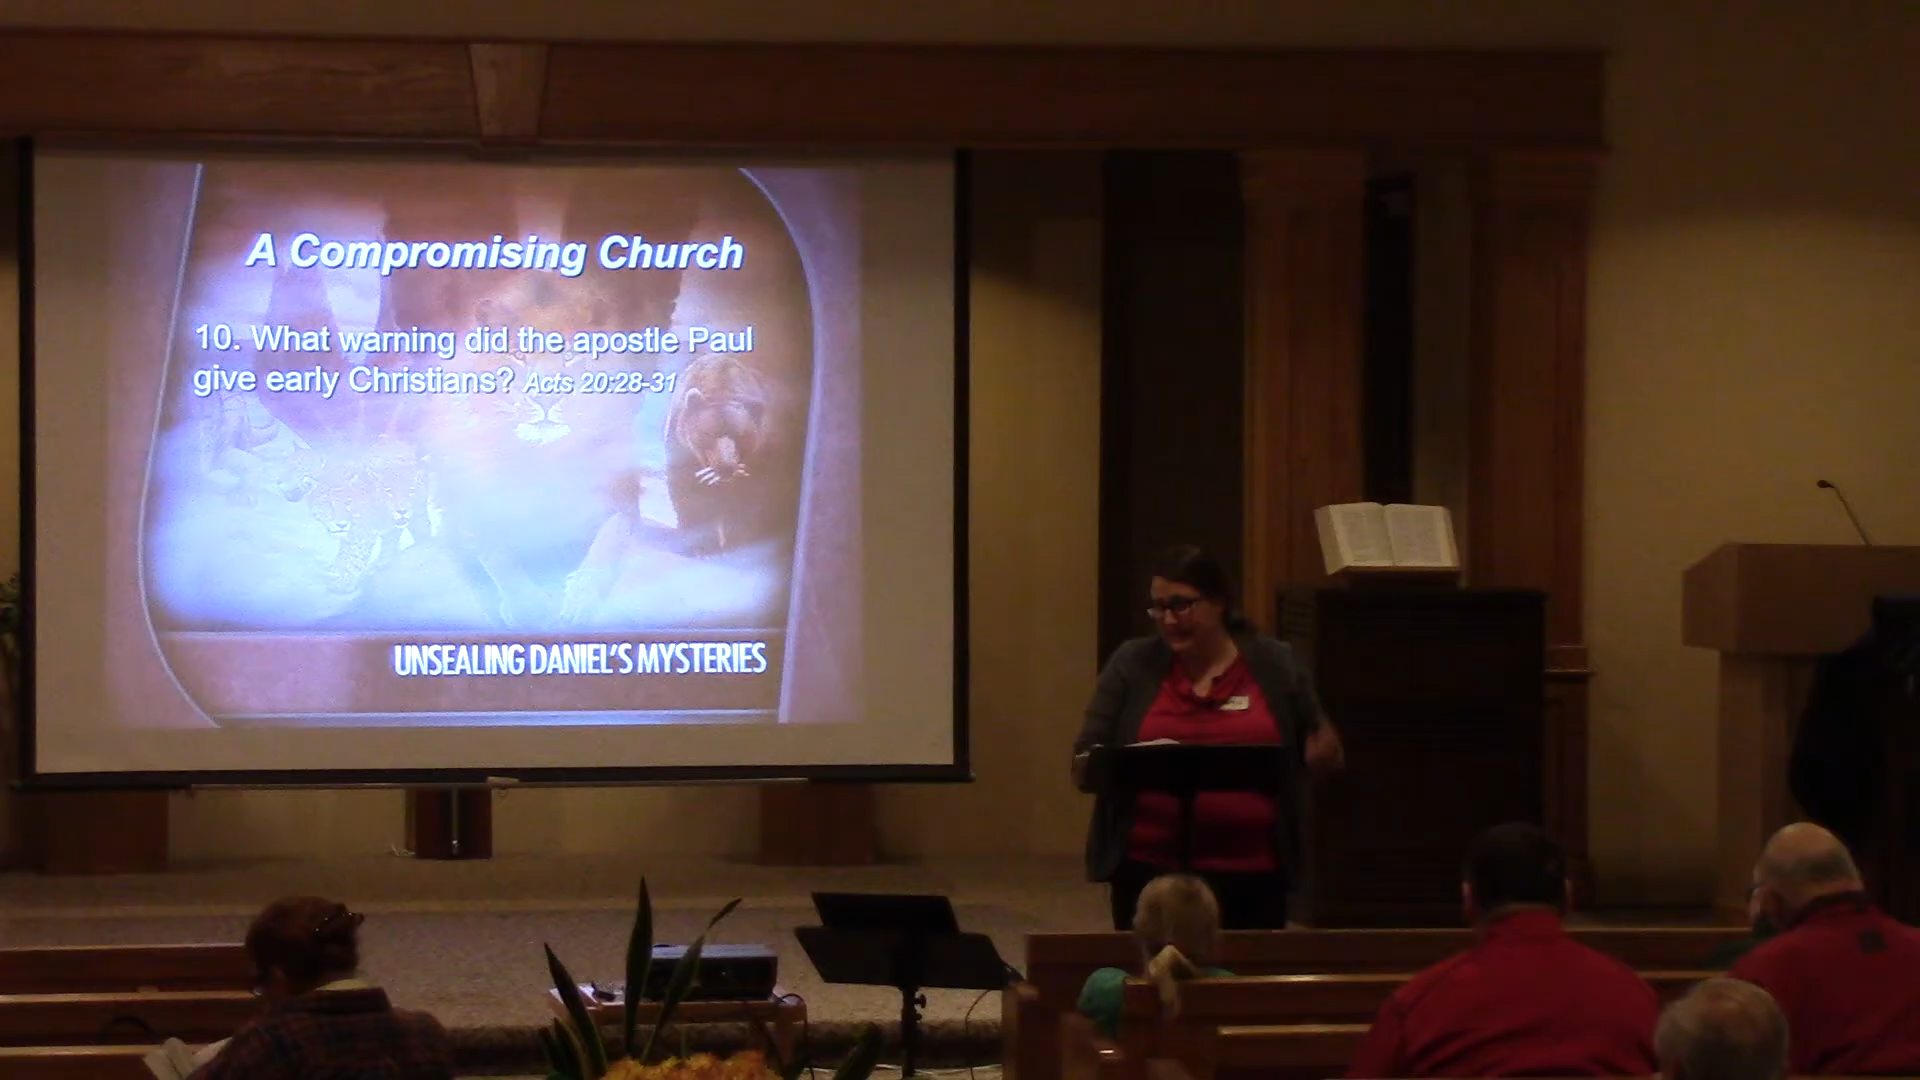 A Compromising Church
10. What warning did the apostle Paul
give early Christians? Acts 20:28-31
UNSEALING DANIEL'S MYSTERIES